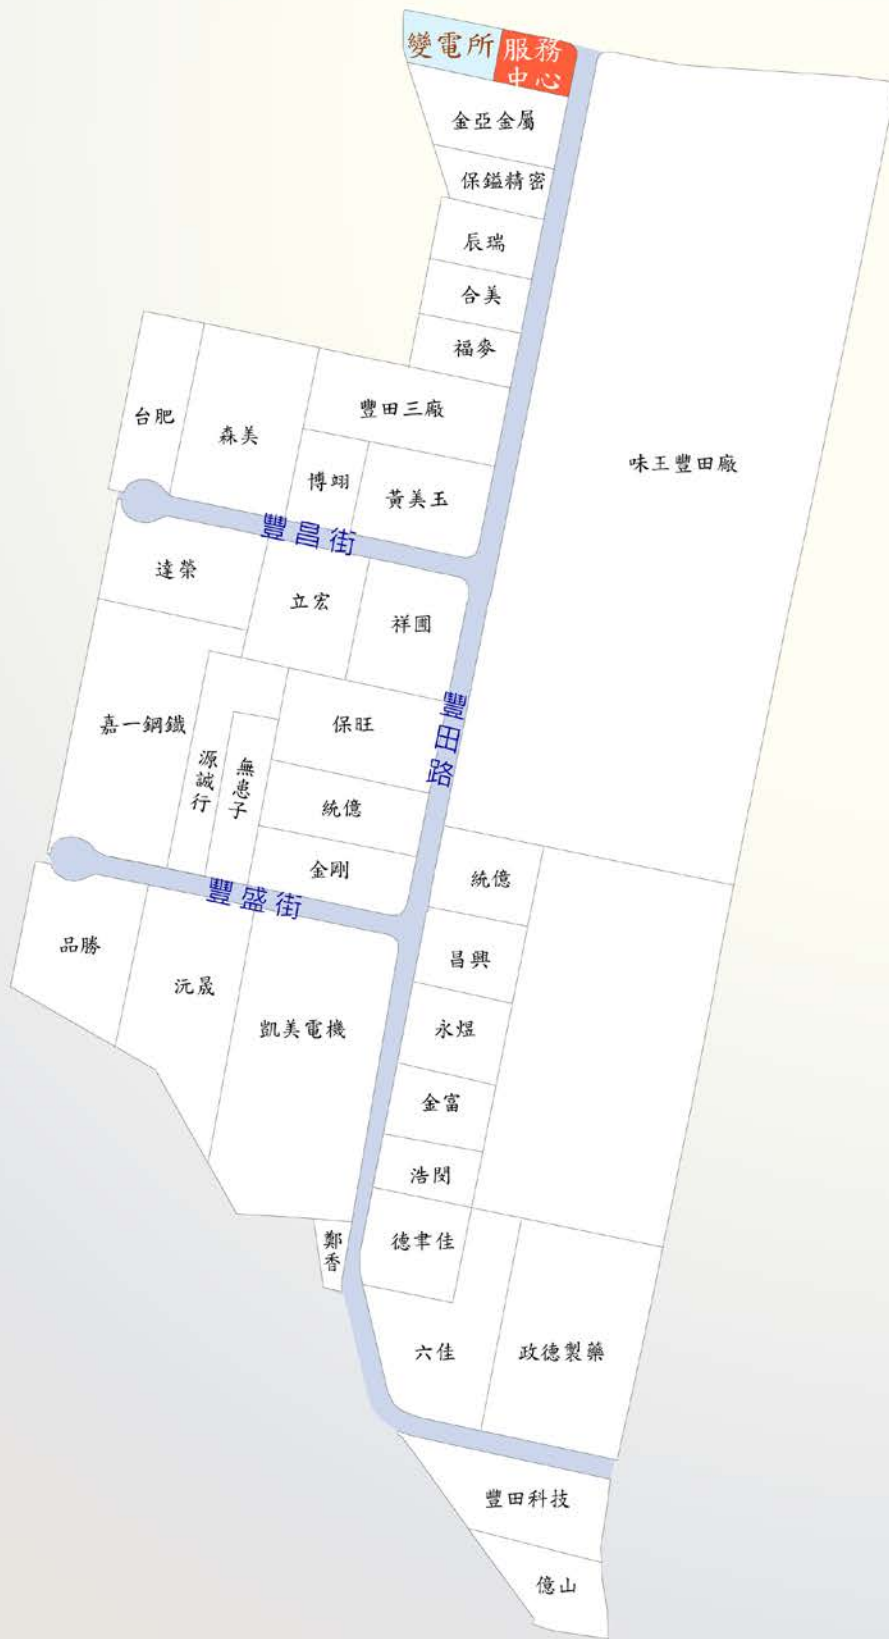 變電所
服務
中心
金亞金屬
保鎰精密
辰瑞
合美
福麥
豐田三廠
台肥
森美
博翊
黃美玉
味王豐田廠
豐昌街
達榮
立宏
祥圃
豐田路
嘉一鋼鐵
源誠行
無患子
保旺
統億
金剛
豐盛街
統億
品勝
沅晟
凱美電機
昌興
永煜
金富
浩閔
德聿佳
鄭香
六佳
政德製藥
豐田科技
億山